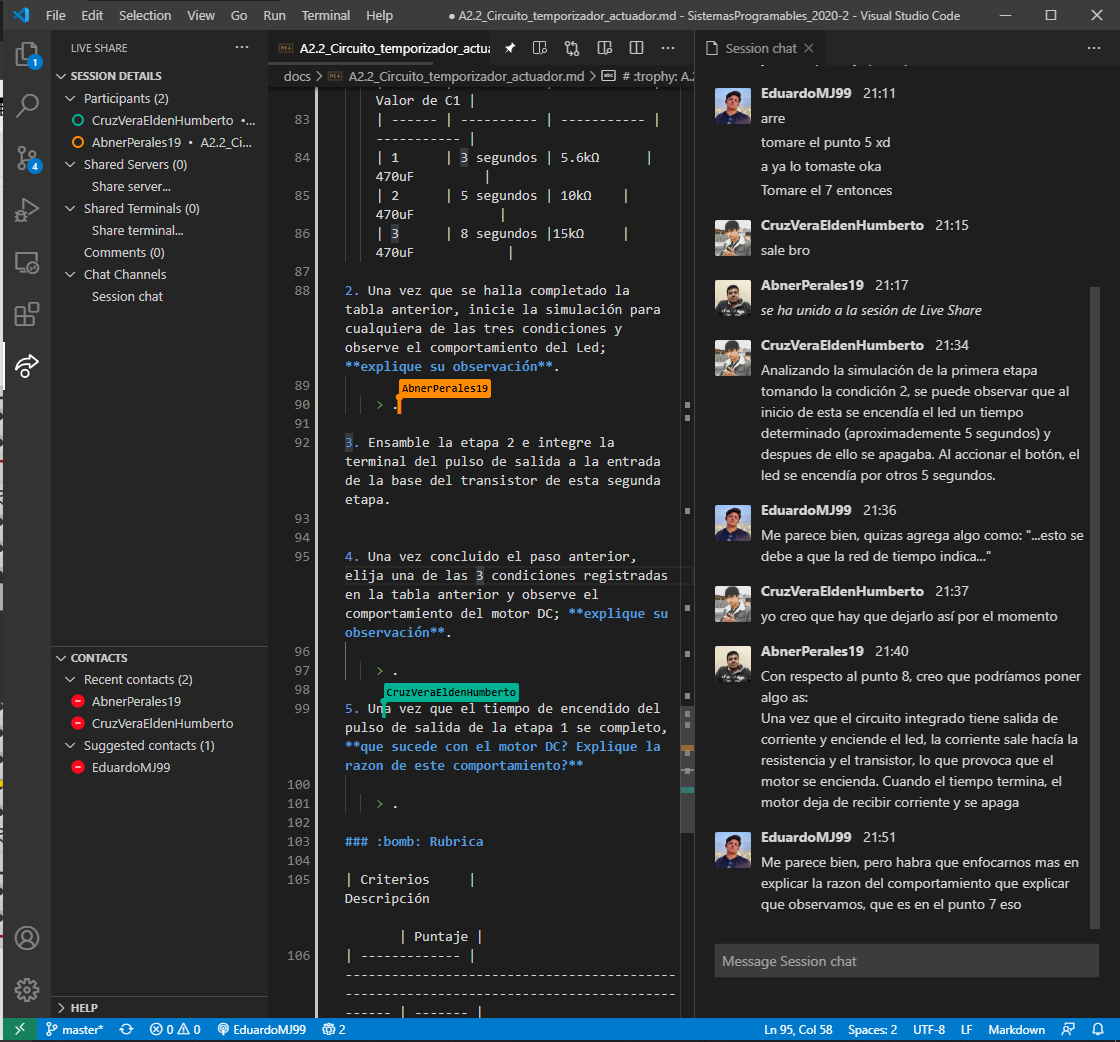 File Edit Selection View Go Run Terminal Help
● A2.2_Circuito_temporizador_actuador.md - SistemasProgramables_2020-2 - Visual Studio Code
1
4
LIVE SHARE
SESSION DETAILS
Participants (2)
CruzVeraEldenHumberto •...
AbnerPerales19 • A2.2_Ci...
Shared Servers (0)
Share server...
Shared Terminals (0)
Share terminal...
Comments (0)
Chat Channels
Session chat
CONTACTS
Recent contacts (2)
AbnerPerales19
CruzVeraEldenHumberto
Suggested contacts (1)
EduardoMJ99
HELP
A2.2_Circuito_temporizador_actua
docs > A2.2_Circuito_temporizador_actuador.md > # :trophy: A.2
Valor de C1 |
83 | ------ | ---------- | ----------- |
----------- |
84 | 1 | 3 segundos | 5.6kΩ |
470uF |
85 | 2 | 5 segundos | 10kΩ |
470uF |
86 | 3 | 8 segundos |15kΩ |
470uF |
87
88 2. Una vez que se halla completado la
tabla anterior, inicie la simulación para
cualquiera de las tres condiciones y
observe el comportamiento del Led;
**explique su observación**.
89
AbnerPerales19
90 > .
91
92 3. Ensamble la etapa 2 e integre la
terminal del pulso de salida a la entrada
de la base del transistor de esta segunda
etapa.
93
94
95 4. Una vez concluido el paso anterior,
elija una de las 3 condiciones registradas
en la tabla anterior y observe el
comportamiento del motor DC; **explique su
observación**.
96
97 > .
98
CruzVeraEldenHumberto
99 5. Una vez que el tiempo de encendido del
pulso de salida de la etapa 1 se completo,
**que sucede con el motor DC? Explique la
razon de este comportamiento?**
100
101 > .
102
103 ### :bomb: Rubrica
104
105 | Criterios |
Descripción
| Puntaje |
106 | ------------- |
-------------------------------------------
-------------------------------------------
------ | ------- |
Session chat
EduardoMJ99 21:11
arre
tomare el punto 5 xd
a ya lo tomaste oka
Tomare el 7 entonces
CruzVeraEldenHumberto 21:15
sale bro
AbnerPerales19 21:17
se ha unido a la sesión de Live Share
CruzVeraEldenHumberto 21:34
Analizando la simulación de la primera etapa
tomando la condición 2, se puede observar que al
inicio de esta se encendía el led un tiempo
determinado (aproximademente 5 segundos) y
despues de ello se apagaba. Al accionar el botón, el
led se encendía por otros 5 segundos.
EduardoMJ99 21:36
Me parece bien, quizas agrega algo como: "...esto se
debe a que la red de tiempo indica..."
CruzVeraEldenHumberto 21:37
yo creo que hay que dejarlo así por el momento
AbnerPerales19 21:40
Con respecto al punto 8, creo que podríamos poner
algo as:
Una vez que el circuito integrado tiene salida de
corriente y enciende el led, la corriente sale hacía la
resistencia y el transistor, lo que provoca que el
motor se encienda. Cuando el tiempo termina, el
motor deja de recibir corriente y se apaga
EduardoMJ99 21:51
Me parece bien, pero habra que enfocarnos mas en
explicar la razon del comportamiento que explicar
que observamos, que es en el punto 7 eso
Message Session chat
master* 0 0 EduardoMJ99 2
Ln 95, Col 58 Spaces: 2 UTF-8 LF Markdown